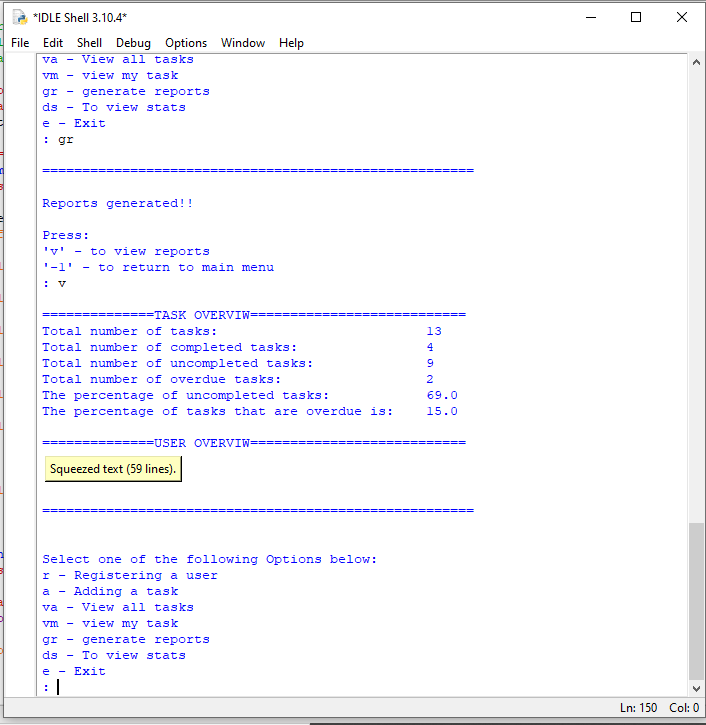 *IDLE Shell 3.10.4*
File Edit Shell Debug Options Window Help
va - View all tasks
vm - view my task
gr - generate reports
ds - To view stats
e - Exit
: gr
======================================================
Reports generated!!
Press:
'v' - to view reports
'-1' - to return to main menu
: v
==============TASK OVERVIW===========================
Total number of tasks: 13
Total number of completed tasks: 4
Total number of uncompleted tasks: 9
Total number of overdue tasks: 2
The percentage of uncompleted tasks: 69.0
The percentage of tasks that are overdue is: 15.0
==============USER OVERVIW===========================
Squeezed text (59 lines).
======================================================
Select one of the following Options below:
r - Registering a user
a - Adding a task
va - View all tasks
vm - view my task
gr - generate reports
ds - To view stats
e - Exit
:
Ln: 150 Col: 0